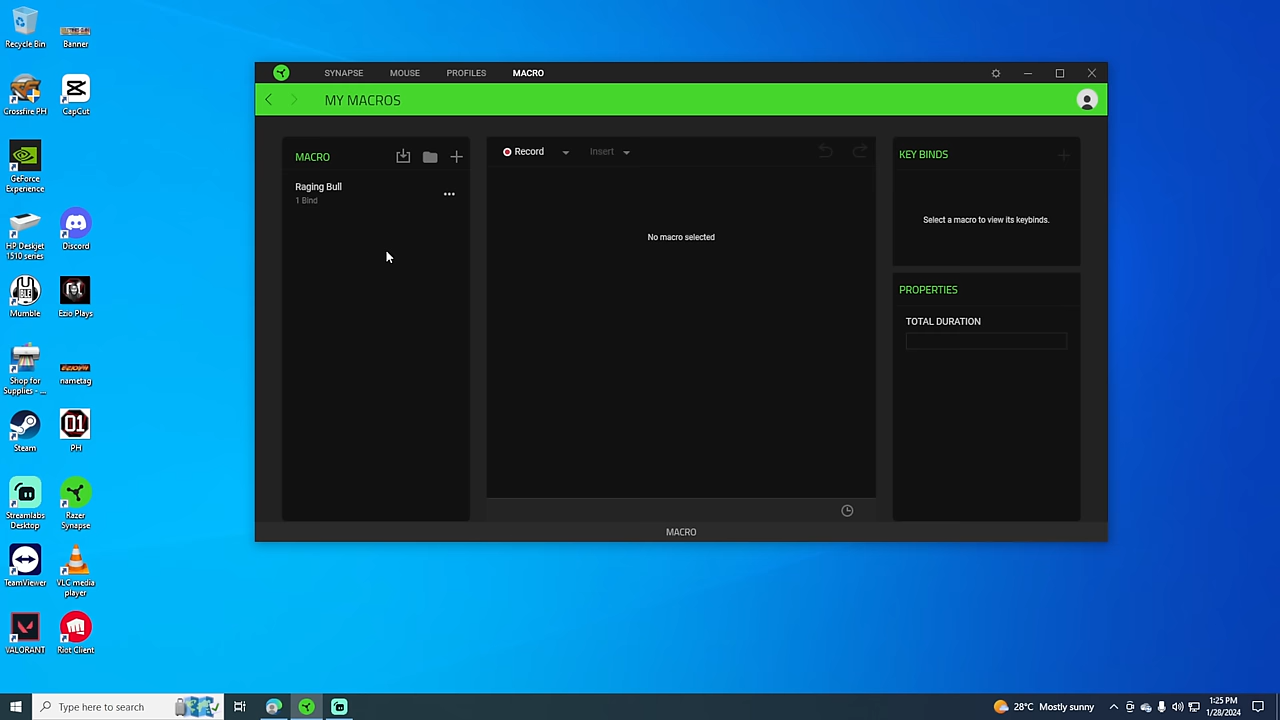 Recycle Bin
Banner
Crossfire PH
CapCut
GeForce
Experience
HP Deskjet
1510 series
Discord
Mumble
Ezio Plays
Shop for
Supplies - ...
nametag
Steam
PH
Streamlabs
Desktop
Razer
Synapse
TeamViewer
VLC media
player
VALORANT
Riot Client
SYNAPSE
MOUSE
PROFILES
MACRO
MY MACROS
MACRO
Raging Bull
1 Bind
Record
Insert
No macro selected
KEY BINDS
Select a macro to view its keybinds.
PROPERTIES
TOTAL DURATION
MACRO
Type here to search
28°C Mostly sunny
1:25 PM
1/28/2024